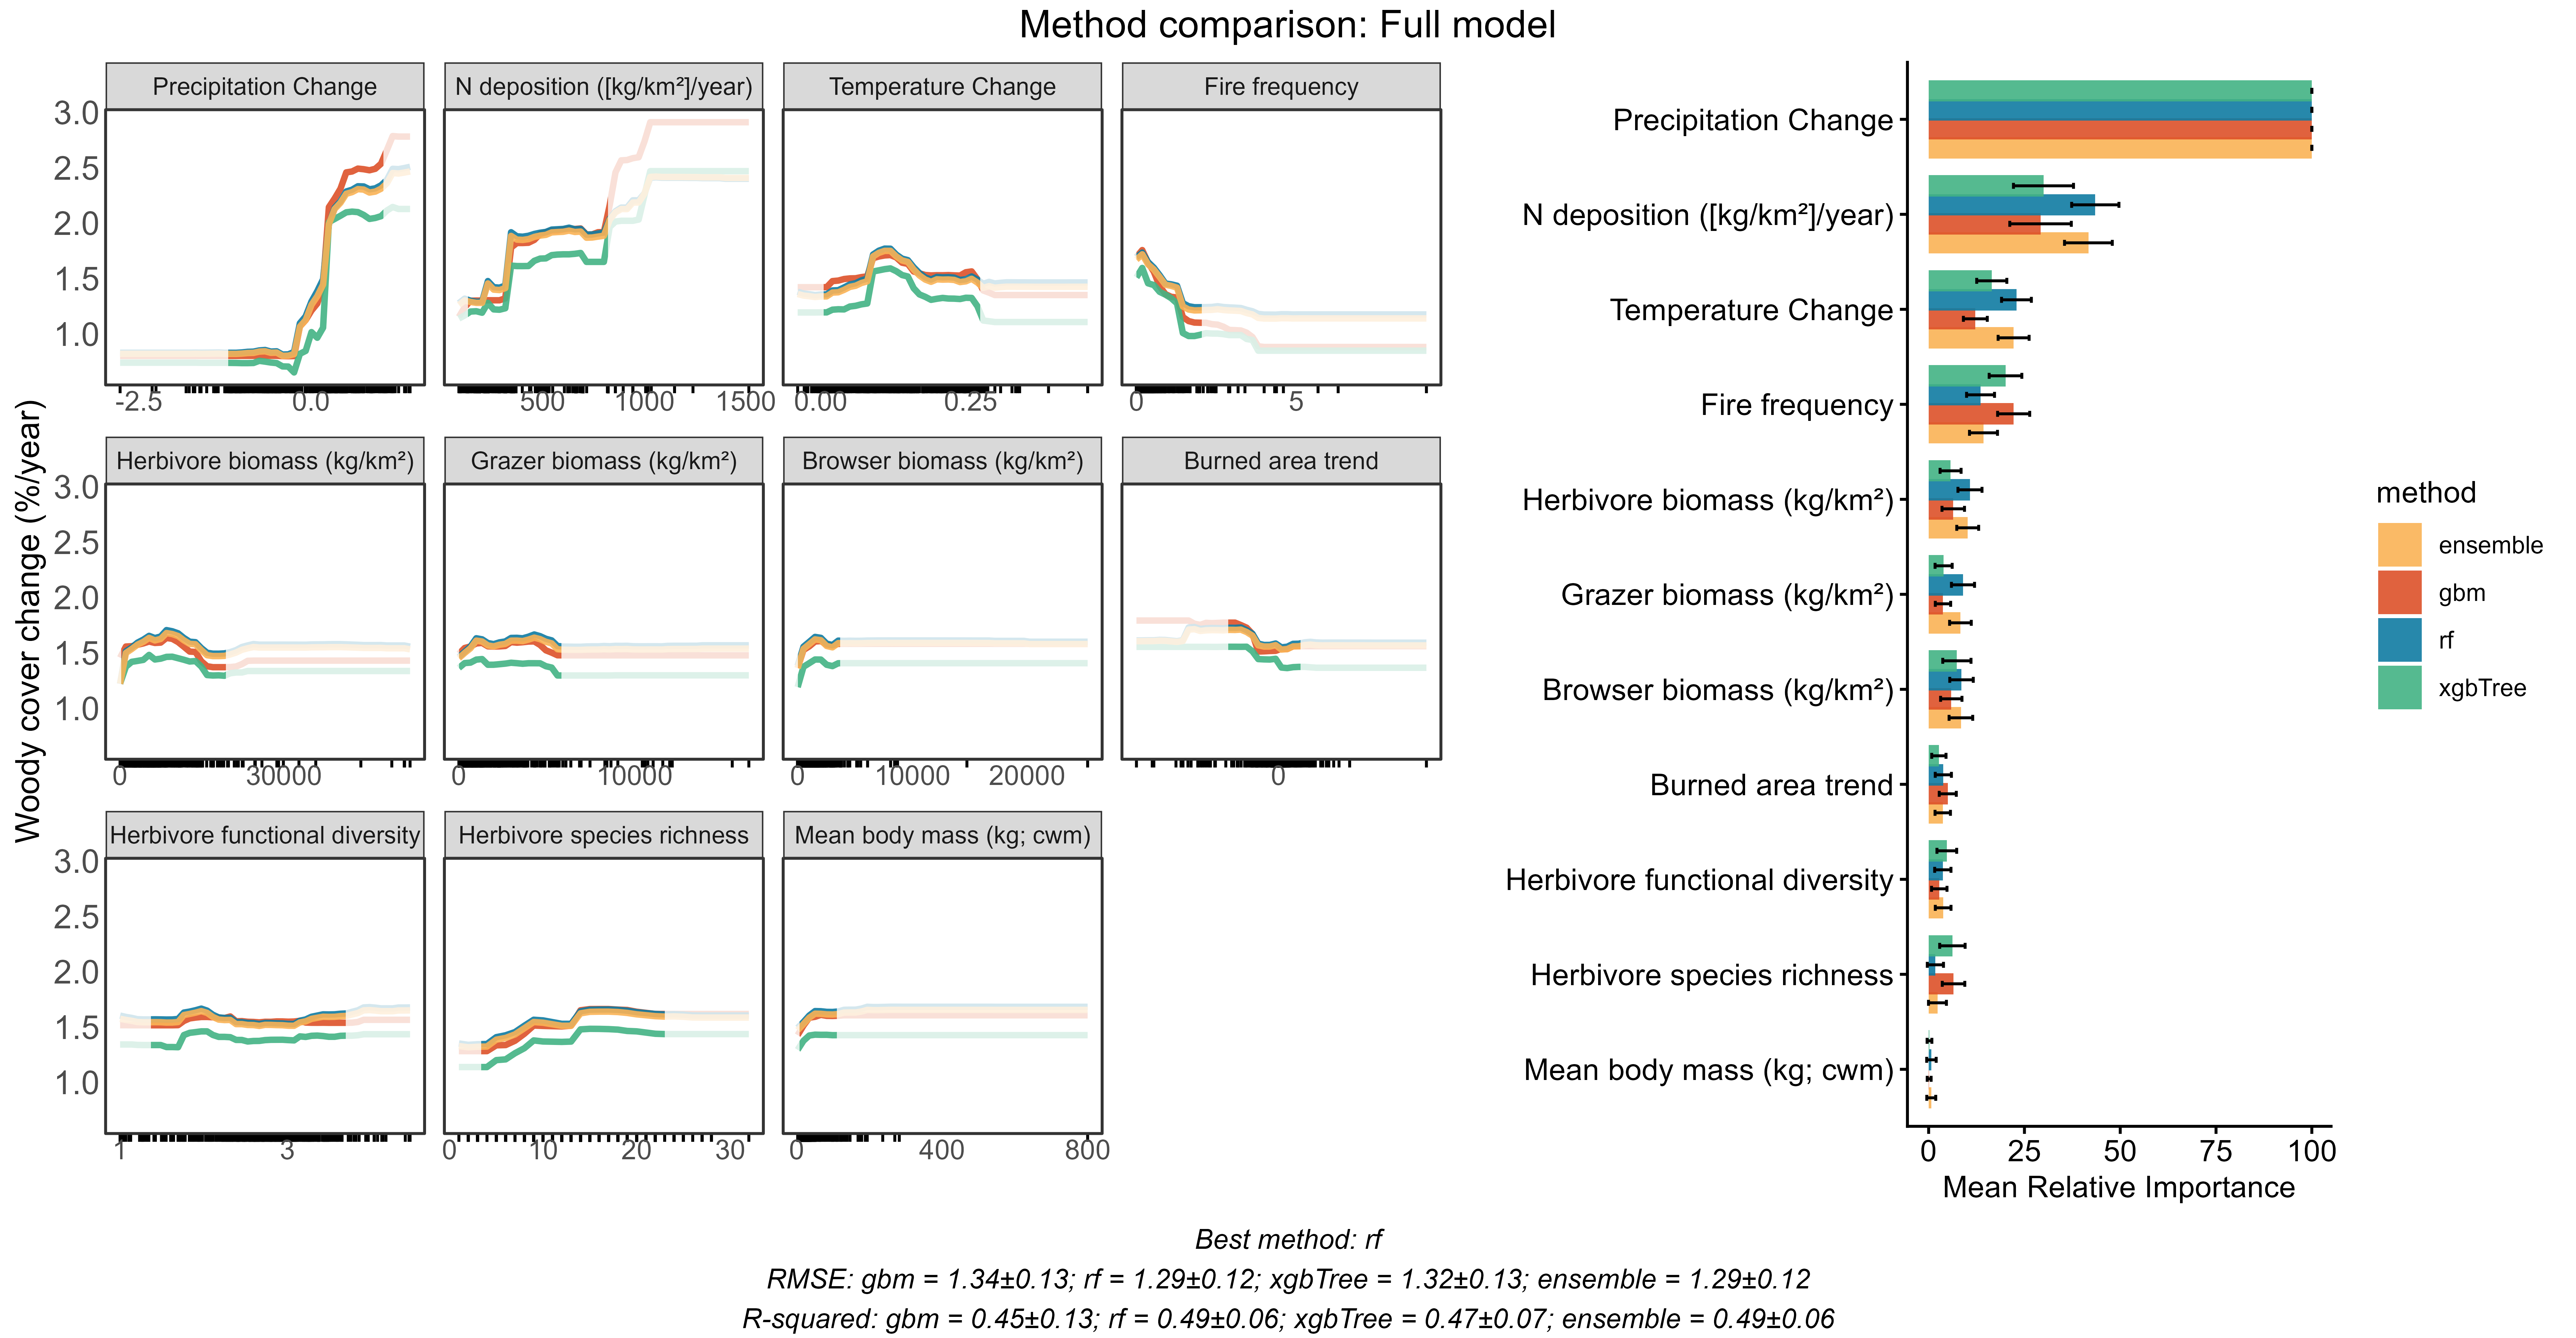 Method comparison: Full model
Woody cover change (%/year)
Precipitation Change
N deposition ([kg/km²]/year)
Temperature Change
Fire frequency
3.0
2.5
2.0
1.5
1.0
-2.5 0.0
500 1000 1500
0.00 0.25
0 5
Herbivore biomass (kg/km²)
Grazer biomass (kg/km²)
Browser biomass (kg/km²)
Burned area trend
3.0
2.5
2.0
1.5
1.0
0 30000
0 10000
0 10000 20000
0
Herbivore functional diversity
Herbivore species richness
Mean body mass (kg; cwm)
3.0
2.5
2.0
1.5
1.0
1 3
0 10 20 30
0 400 800
Precipitation Change
N deposition ([kg/km²]/year)
Temperature Change
Fire frequency
Herbivore biomass (kg/km²)
Grazer biomass (kg/km²)
Browser biomass (kg/km²)
Burned area trend
Herbivore functional diversity
Herbivore species richness
Mean body mass (kg; cwm)
0 25 50 75 100
Mean Relative Importance
method
ensemble
gbm
rf
xgbTree
Best method: rf
RMSE: gbm = 1.34±0.13; rf = 1.29±0.12; xgbTree = 1.32±0.13; ensemble = 1.29±0.12
R-squared: gbm = 0.45±0.13; rf = 0.49±0.06; xgbTree = 0.47±0.07; ensemble = 0.49±0.06